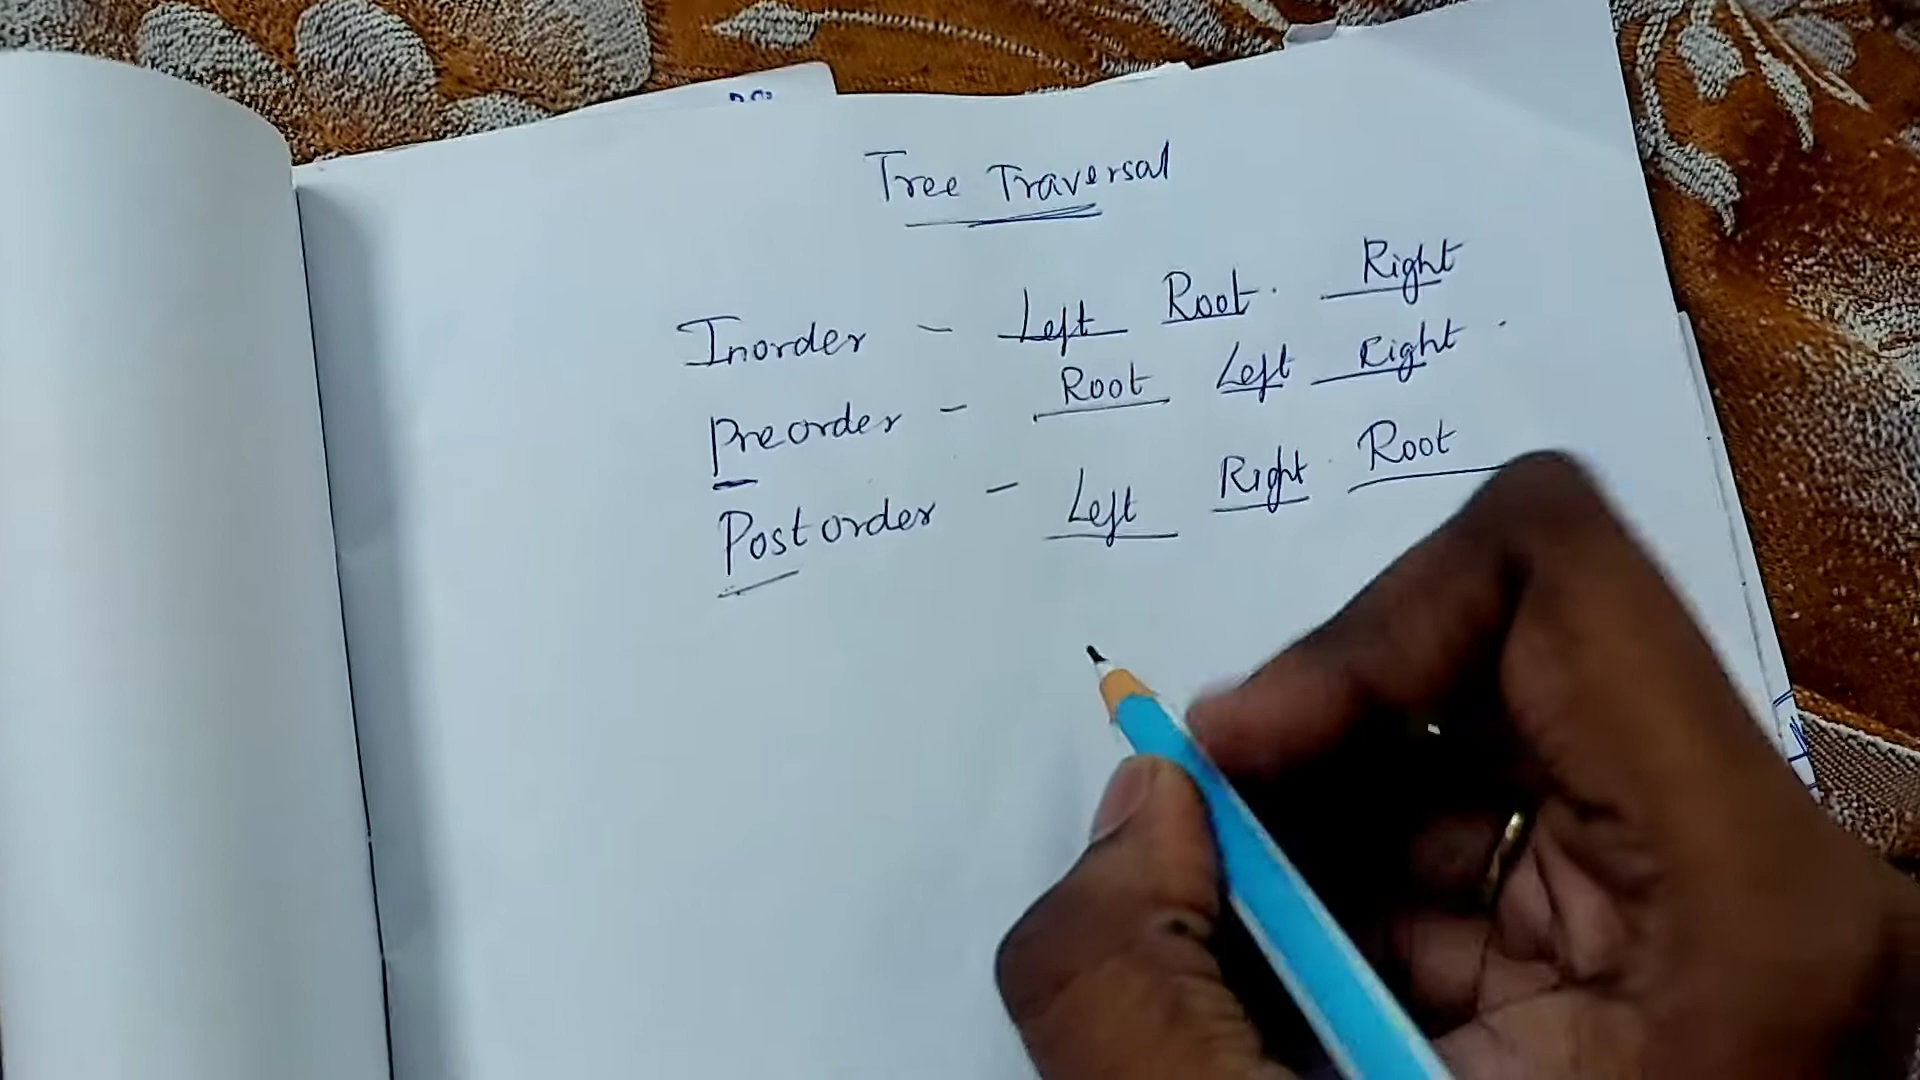 Tree Traversal
Inorder - Left Root. Right
Preorder - Root Left Right.
Postorder - Left Right. Root